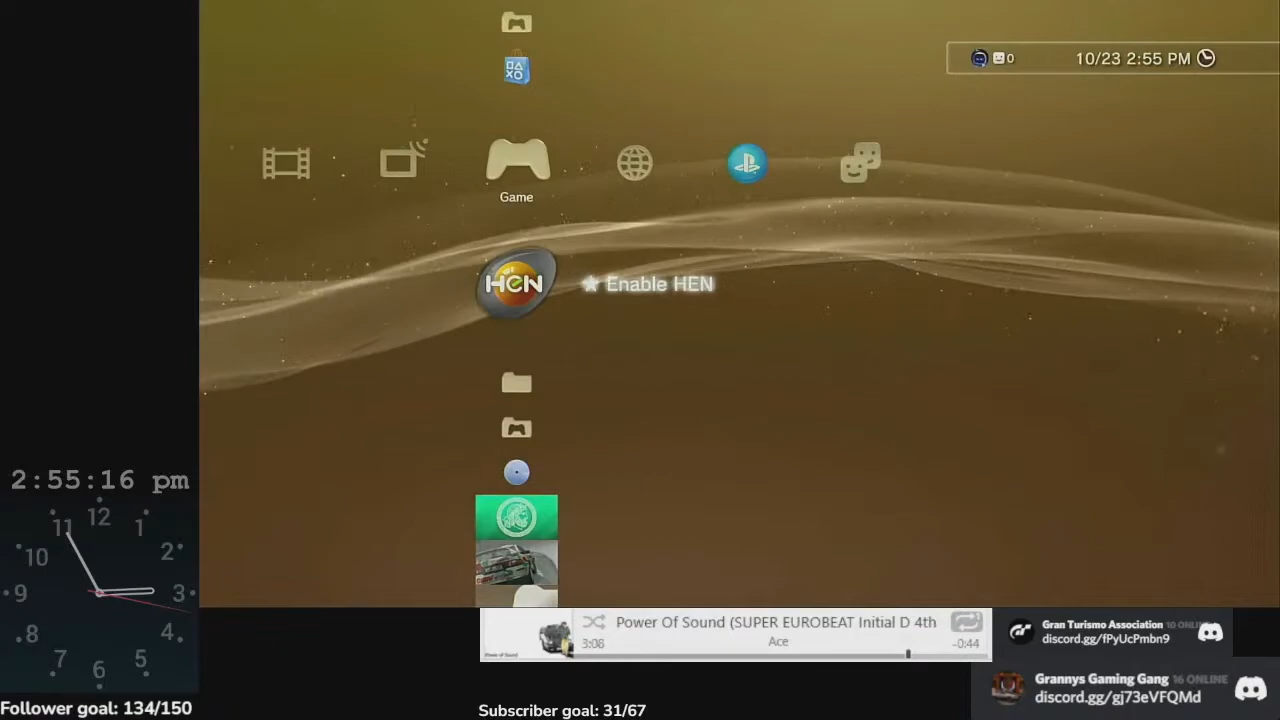 10/23 2:55 PM
0
Game
HEN
★ Enable HEN
2:55:16 pm
12
11 1
10 2
9 3
8 4
7 5
6
Power Of Sound (SUPER EUROBEAT Initial D 4th
Ace
3:08
-0:44
Gran Turismo Association
discord.gg/fPyUcPmbn9
Grannys Gaming Gang 16 ONLINE
discord.gg/gj73eVFQMd
Follower goal: 134/150
Subscriber goal: 31/67